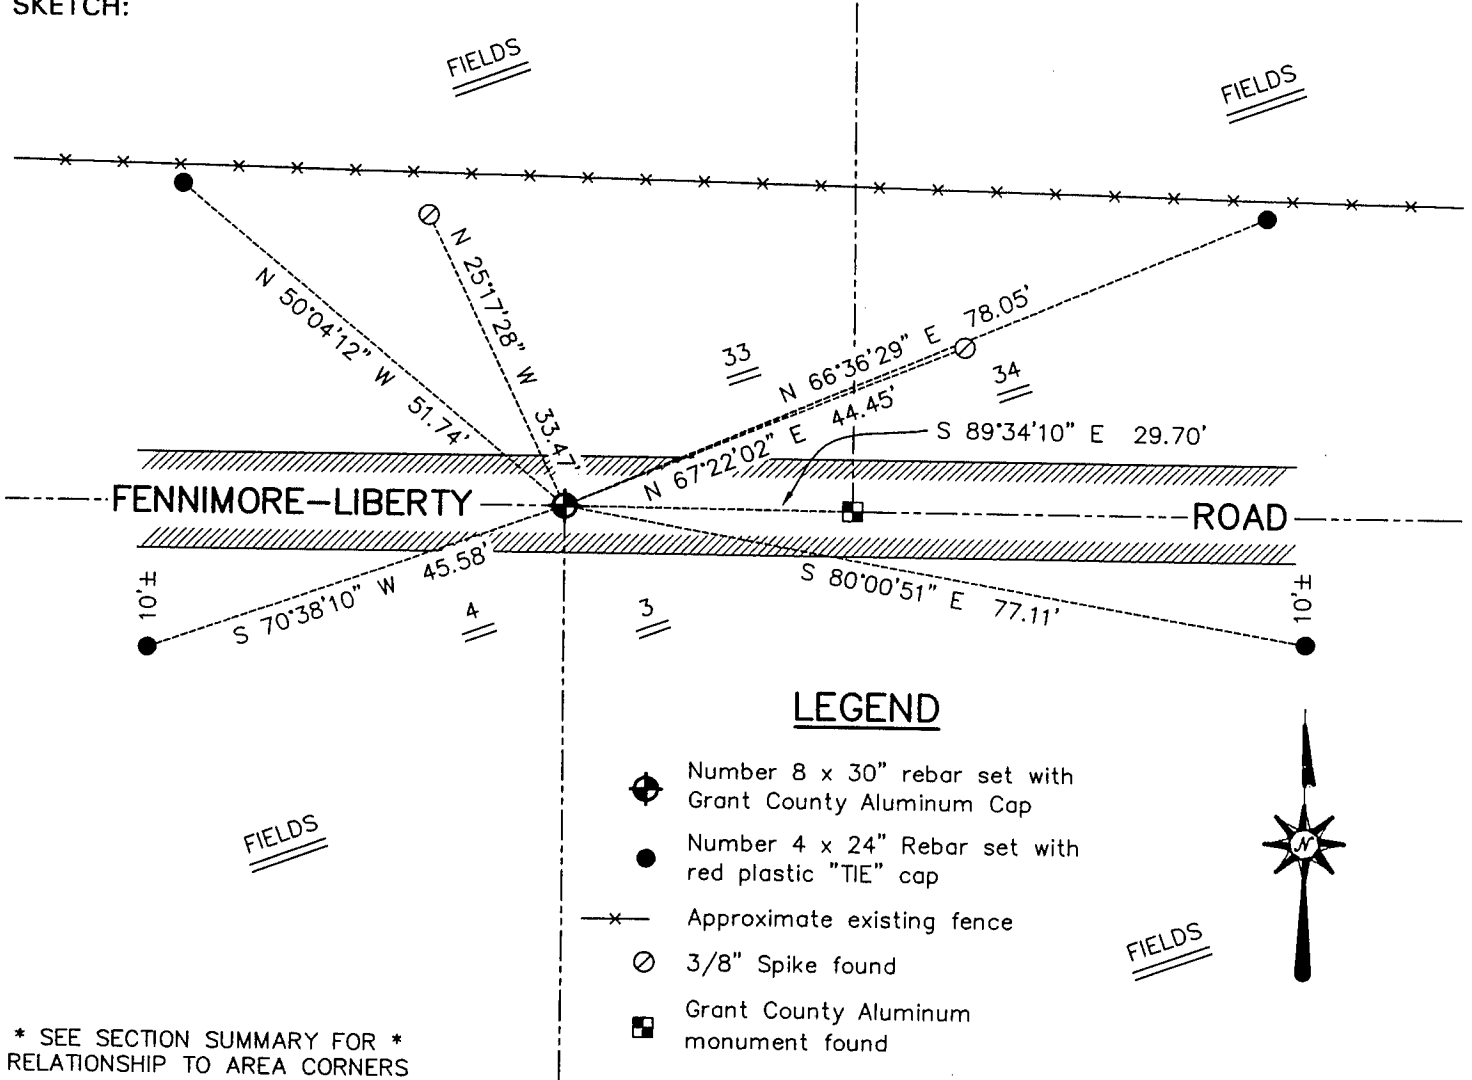 SKETCH:
FIELDS
FIELDS
N 50°04'12" W 51.74'
N 25°17'28" W 33.47'
33
N 66°36'29" E 78.05'
34
N 67°22'02" E 44.45'
S 89°34'10" E 29.70'
FENNIMORE-LIBERTY ROAD
10'±
S 70°38'10" W 45.58'
4
3
S 80°00'51" E 77.11'
10'±
LEGEND
Number 8 x 30" rebar set with
Grant County Aluminum Cap
Number 4 x 24" Rebar set with
red plastic "TIE" cap
Approximate existing fence
3/8" Spike found
Grant County Aluminum
monument found
FIELDS
N
FIELDS
* SEE SECTION SUMMARY FOR *
RELATIONSHIP TO AREA CORNERS